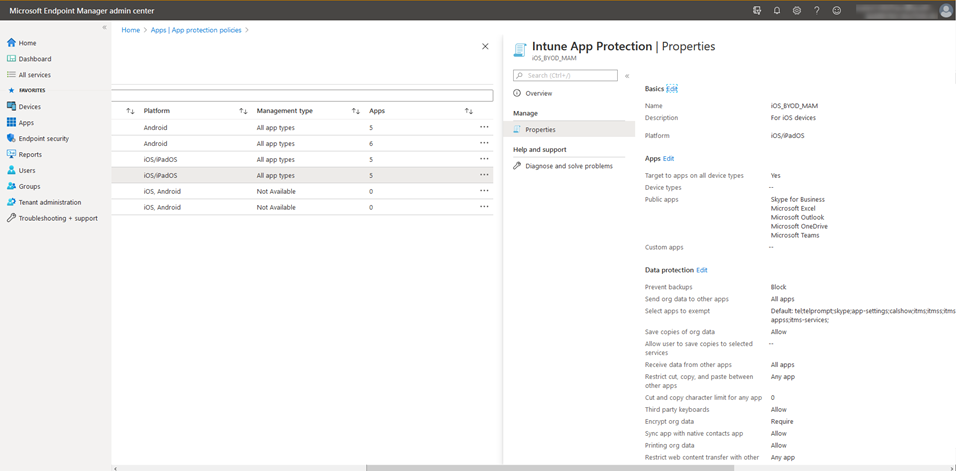 Microsoft Endpoint Manager admin center
Home > Apps | App protection policies >
Home
Dashboard
All services
FAVORITES
Devices
Apps
Endpoint security
Reports
Users
Groups
Tenant administration
Troubleshooting + support
Platform Management type Apps
Android All app types 5 ...
Android All app types 6 ...
iOS/iPadOS All app types 5 ...
iOS/iPadOS All app types 5 ...
iOS, Android Not Available 0 ...
iOS, Android Not Available 0 ...
Intune App Protection | Properties
iOS_BYOD_MAM
Search (Ctrl+/)
Overview
Manage
Properties
Help and support
Diagnose and solve problems
Basics Edit
Name iOS_BYOD_MAM
Description For iOS devices
Platform iOS/iPadOS
Apps Edit
Target to apps on all device types Yes
Device types --
Public apps Skype for Business
Microsoft Excel
Microsoft Outlook
Microsoft OneDrive
Microsoft Teams
Custom apps --
Data protection Edit
Prevent backups Block
Send org data to other apps All apps
Select apps to exempt Default: tel;telprompt;skype;app-settings;calshow;itms;itmss;itms
appss;itms-services;
Save copies of org data Allow
Allow user to save copies to selected --
services
Receive data from other apps All apps
Restrict cut, copy, and paste between Any app
other apps
Cut and copy character limit for any app 0
Third party keyboards Allow
Encrypt org data Require
Sync app with native contacts app Allow
Printing org data Allow
Restrict web content transfer with other Any app